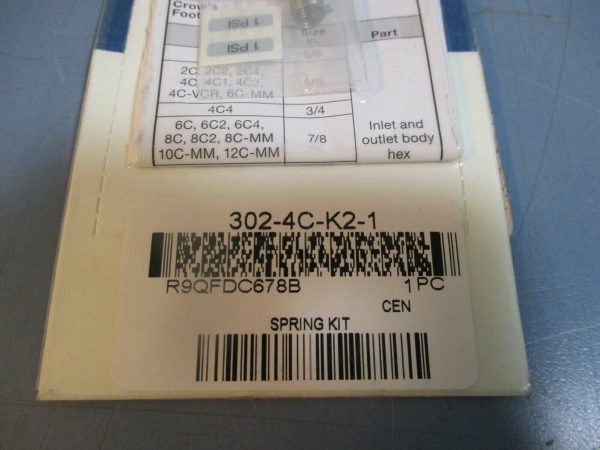 Crow's
Foot
Size
in.
Part
1 PSI
1 PSI
5/8
2C, 2C2, 2C4,
4C, 4C1, 4C2,
4C-VCR, 6C-MM
5/8
4C4
3/4
6C, 6C2, 6C4,
8C, 8C2, 8C-MM
10C-MM, 12C-MM
7/8
Inlet and
outlet body
hex
302-4C-K2-1
R9QFDC678B 1 PC
CEN
SPRING KIT